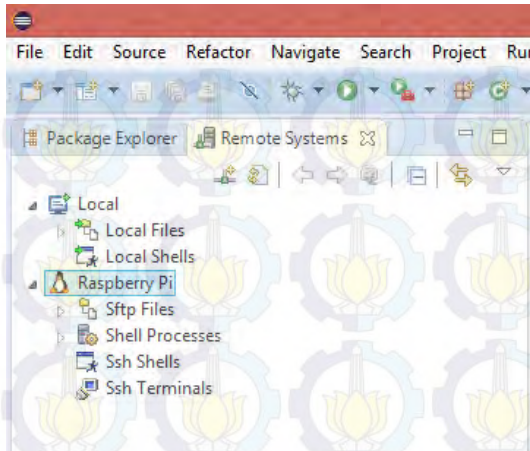 File Edit Source Refactor Navigate Search Project
Package Explorer Remote Systems
Local
Local Files
Local Shells
Raspberry Pi
Sftp Files
Shell Processes
Ssh Shells
Ssh Terminals